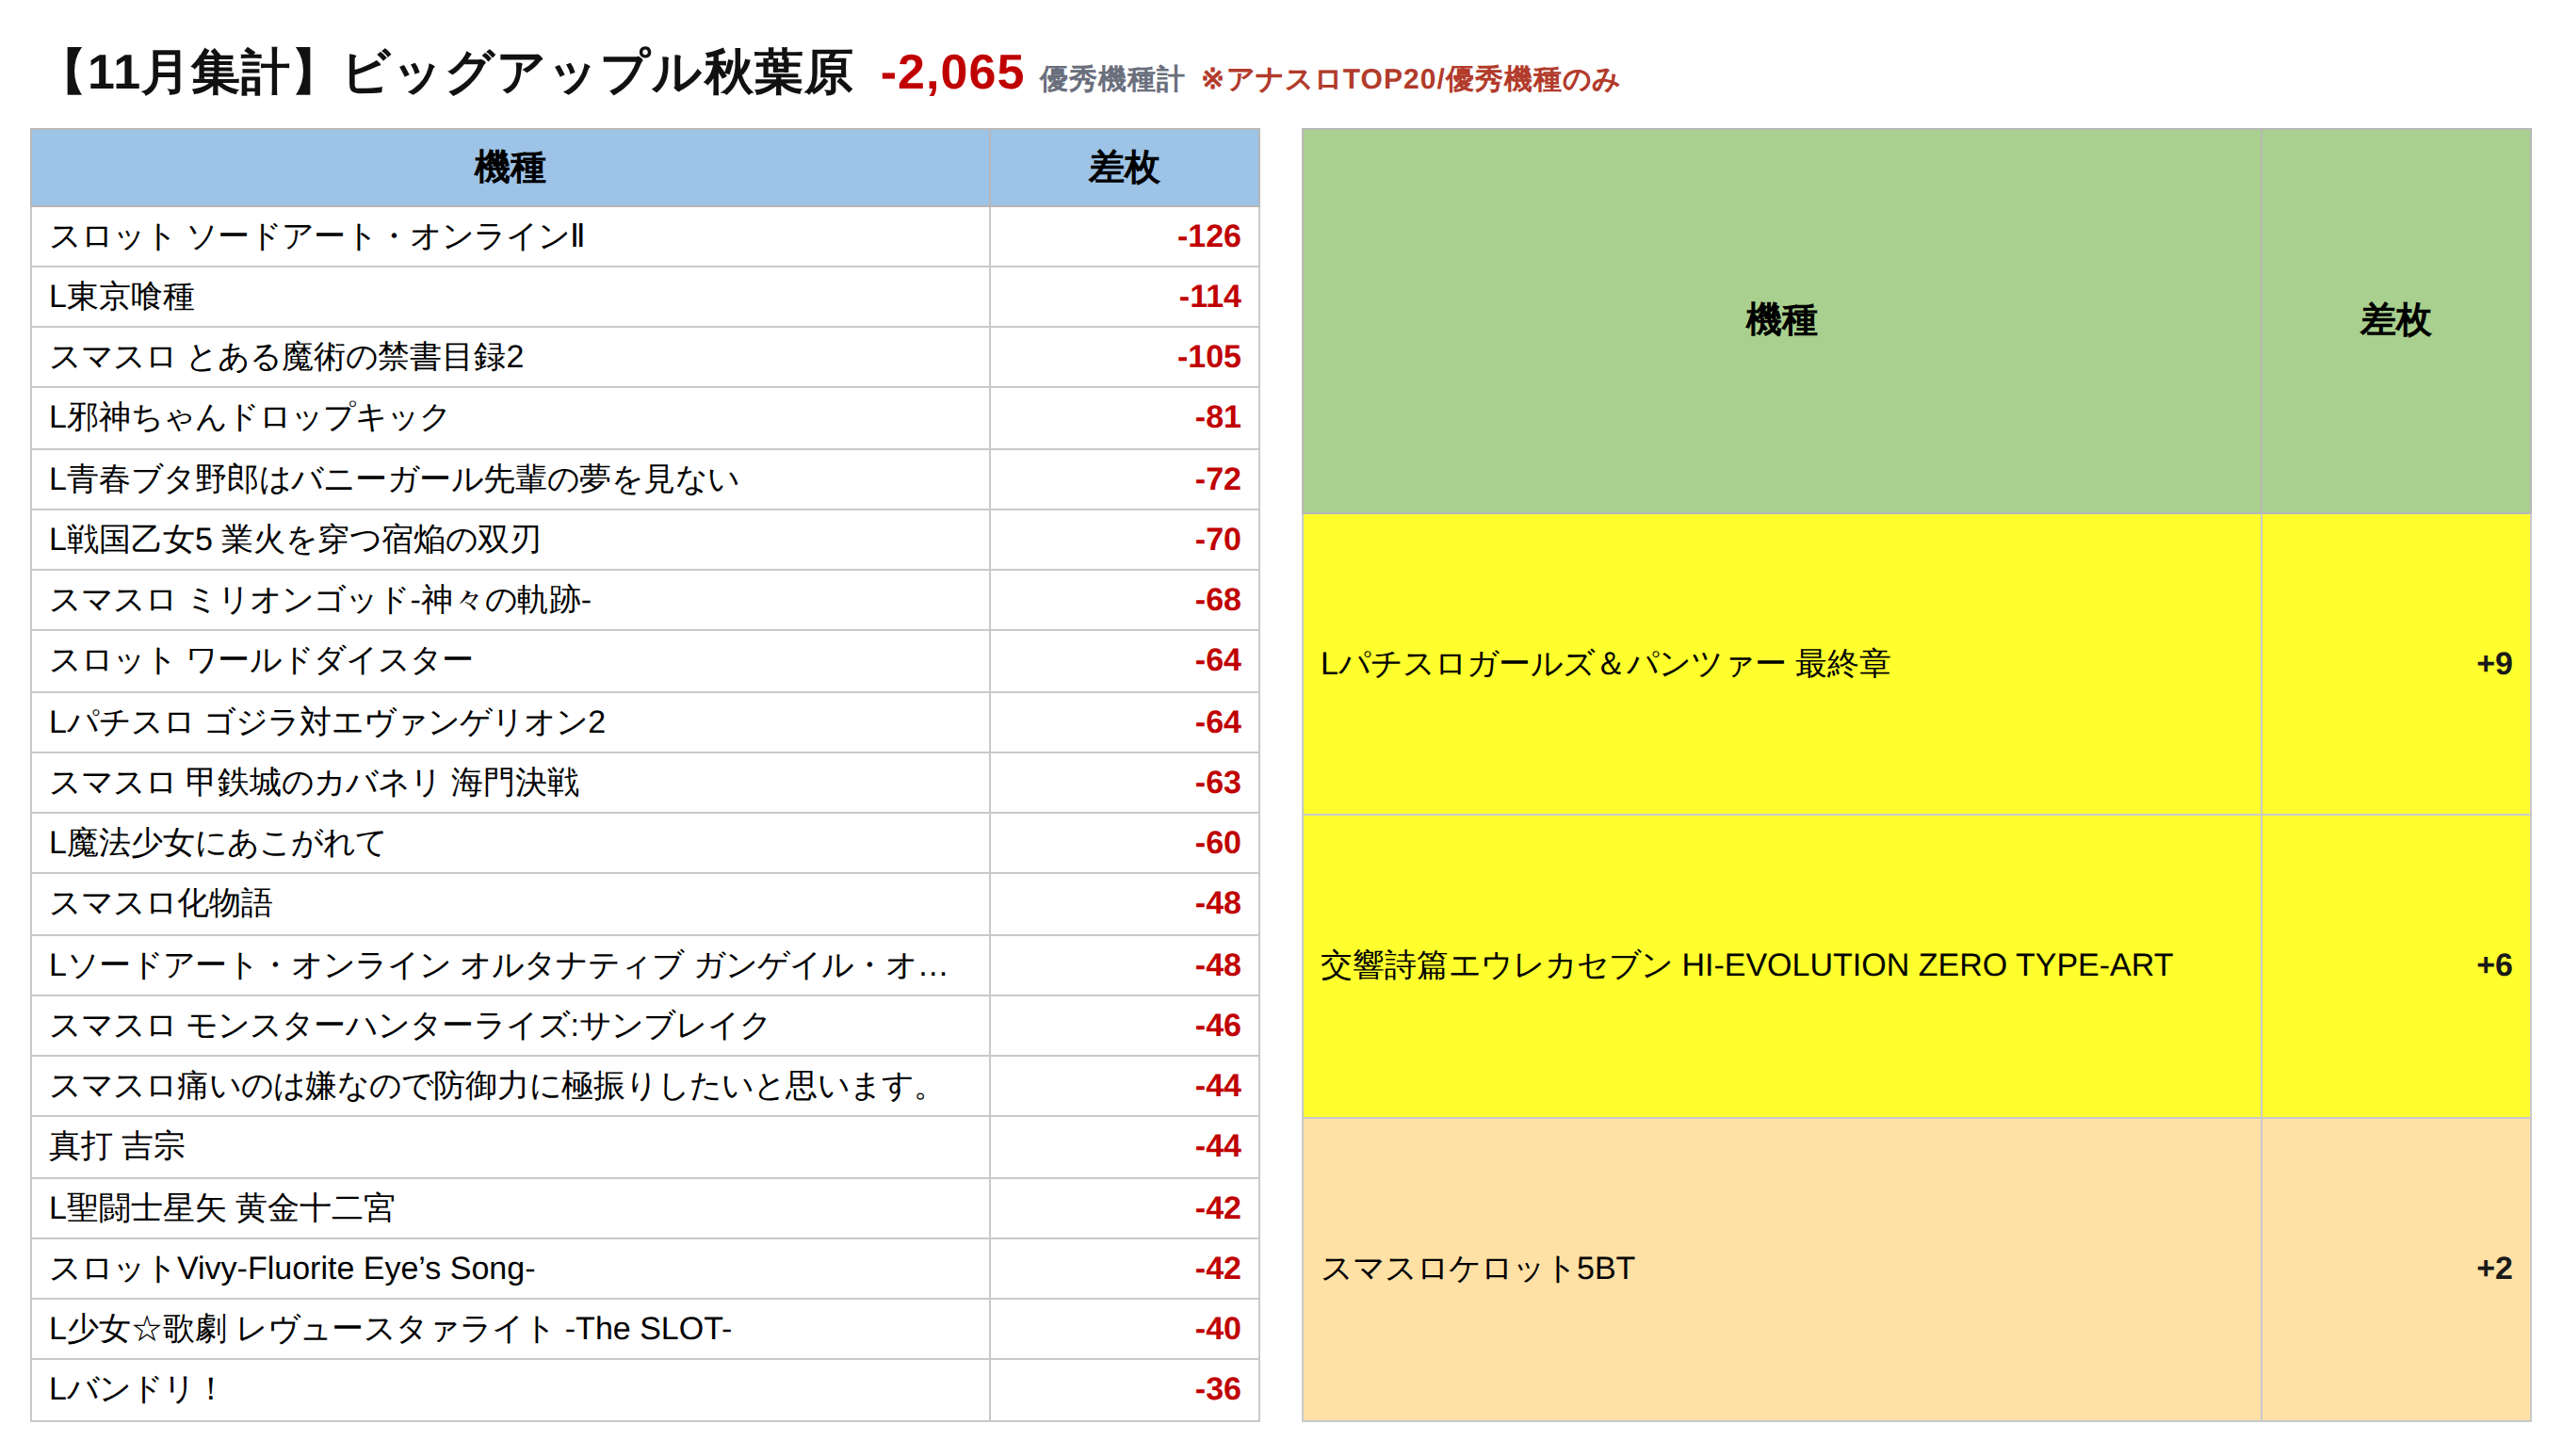 【11月集計】ビッグアップル秋葉原 -2,065 優秀機種計 ※アナスロTOP20/優秀機種のみ
機種 差枚
スロット ソードアート・オンラインⅡ -126
L東京喰種 -114
スマスロ とある魔術の禁書目録2 -105
L邪神ちゃんドロップキック -81
L青春ブタ野郎はバニーガール先輩の夢を見ない -72
L戦国乙女5 業火を穿つ宿焔の双刃 -70
スマスロ ミリオンゴッド-神々の軌跡- -68
スロット ワールドダイスター -64
Lパチスロ ゴジラ対エヴァンゲリオン2 -64
スマスロ 甲鉄城のカバネリ 海門決戦 -63
L魔法少女にあこがれて -60
スマスロ化物語 -48
Lソードアート・オンライン オルタナティブ ガンゲイル・オ… -48
スマスロ モンスターハンターライズ:サンブレイク -46
スマスロ痛いのは嫌なので防御力に極振りしたいと思います。 -44
真打 吉宗 -44
L聖闘士星矢 黄金十二宮 -42
スロットVivy-Fluorite Eye’s Song- -42
L少女☆歌劇 レヴュースタァライト -The SLOT- -40
Lバンドリ！ -36
機種 差枚
Lパチスロガールズ＆パンツァー 最終章 +9
交響詩篇エウレカセブン HI-EVOLUTION ZERO TYPE-ART +6
スマスロケロット5BT +2